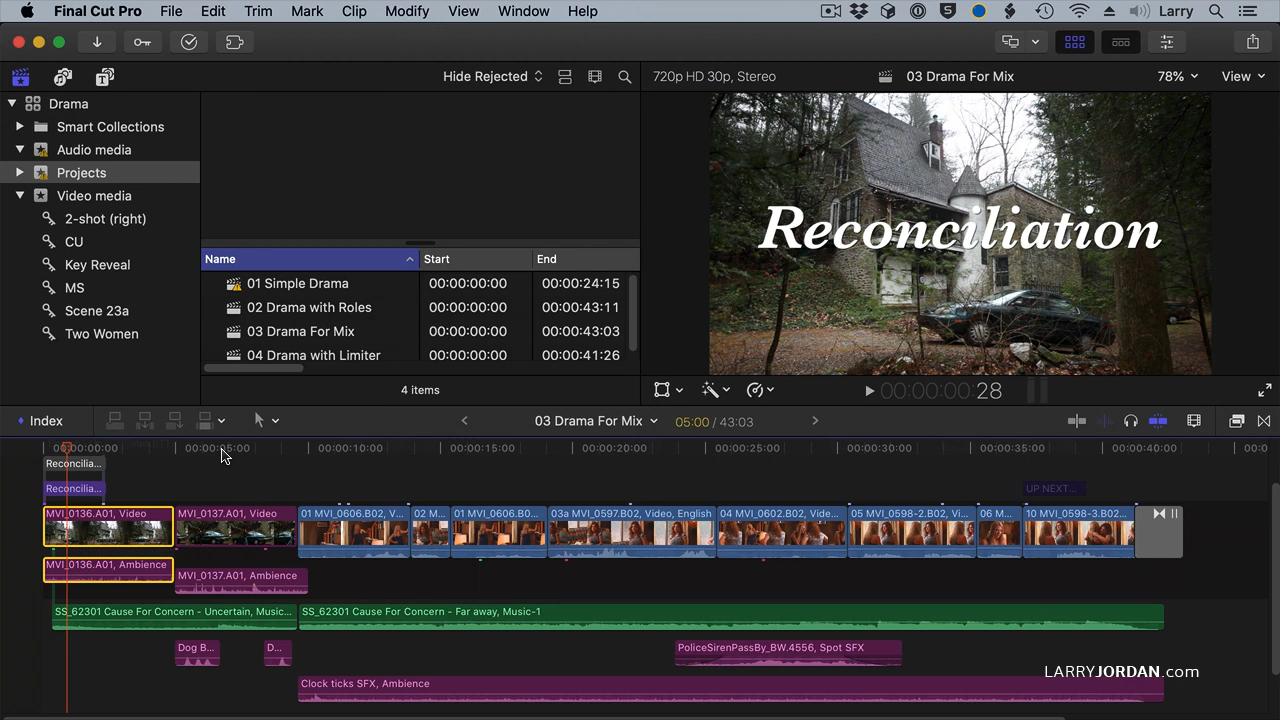 Final Cut Pro File Edit Trim Mark Clip Modify View Window Help Larry
Hide Rejected
720p HD 30p, Stereo
03 Drama For Mix
78%
View
Drama
Smart Collections
Audio media
Projects
Video media
2-shot (right)
CU
Key Reveal
MS
Scene 23a
Two Women
Name Start End
01 Simple Drama 00:00:00:00 00:00:24:15
02 Drama with Roles 00:00:00:00 00:00:43:11
03 Drama For Mix 00:00:00:00 00:00:43:03
04 Drama with Limiter 00:00:00:00 00:00:41:26
4 items
Reconciliation
00:00:00:28
Index
03 Drama For Mix
05:00 / 43:03
00:00:00:00 00:00:05:00 00:00:10:00 00:00:15:00 00:00:20:00 00:00:25:00 00:00:30:00 00:00:35:00 00:00:40:00 00:0
Reconcilia...
Reconcilia...
UP NEXT...
MVI_0136.A01, Video MVI_0137.A01, Video 01 MVI_0606.B02, V... 02 M... 01 MVI_0606.B0... 03a MVI_0597.B02, Video, English 04 MVI_0602.B02, Video... 05 MVI_0598-2.B02, Vi... 06 M... 10 MVI_0598-3.B02...
MVI_0136.A01, Ambience
MVI_0137.A01, Ambience
SS_62301 Cause For Concern - Uncertain, Music... SS_62301 Cause For Concern - Far away, Music-1
Dog B... D... PoliceSirenPassBy_BW.4556, Spot SFX
Clock ticks SFX, Ambience
LARRYJORDAN.com